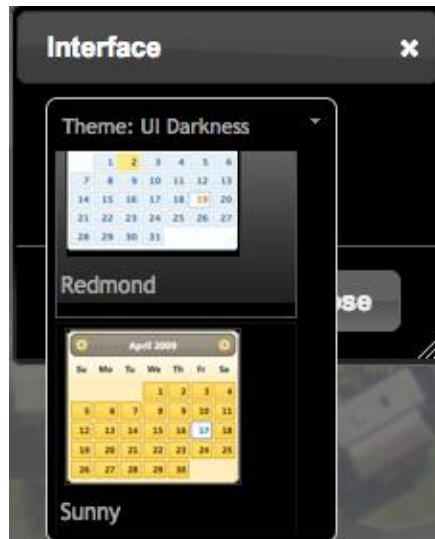 Interface ×
Theme: UI Darkness
1 2 3 4 5 6
7 8 9 10 11 12 13
14 15 16 17 18 19 20
21 22 23 24 25 26 27
28 29 30 31
Redmond
ose
April 2009
Su Mo Tu We Th Fr Sa
1 2 3 4
5 6 7 8 9 10 11
12 13 14 15 16 17 18
19 20 21 22 23 24 25
26 27 28 29 30
Sunny